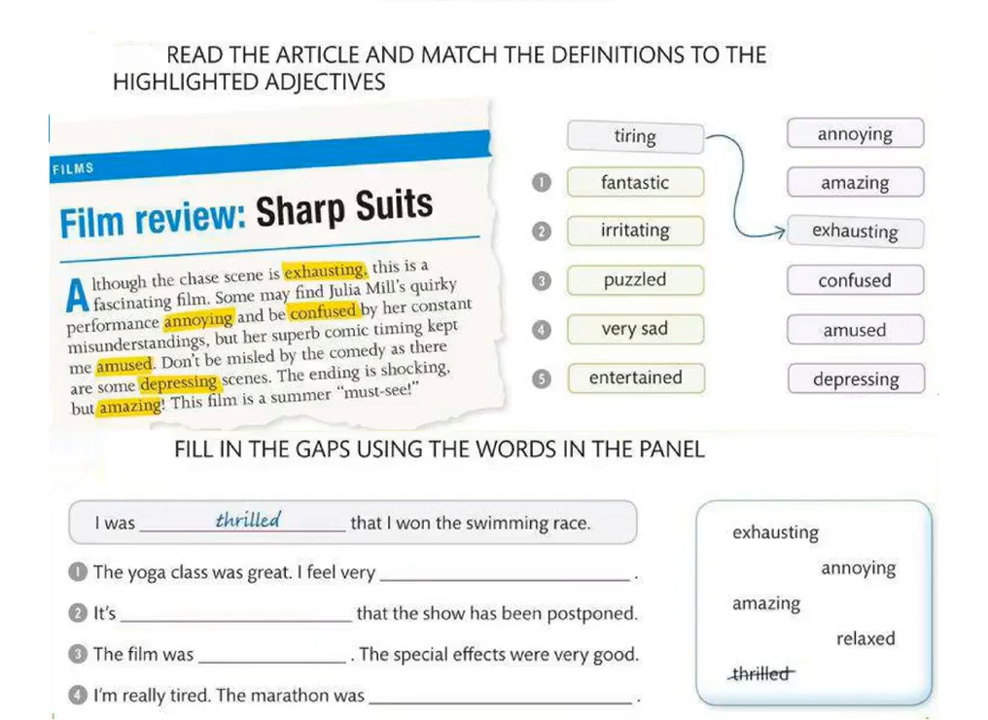 READ THE ARTICLE AND MATCH THE DEFINITIONS TO THE
HIGHLIGHTED ADJECTIVES
FILMS
Film review: Sharp Suits
Although the chase scene is exhausting, this is a
fascinating film. Some may find Julia Mill's quirky
performance annoying and be confused by her constant
misunderstandings, but her superb comic timing kept
me amused. Don't be misled by the comedy as there
are some depressing scenes. The ending is shocking,
but amazing! This film is a summer "must-see!"
tiring
annoying
1 fantastic
amazing
2 irritating
exhausting
3 puzzled
confused
4 very sad
amused
5 entertained
depressing
FILL IN THE GAPS USING THE WORDS IN THE PANEL
I was thrilled that I won the swimming race.
1 The yoga class was great. I feel very ____ .
2 It's ____ that the show has been postponed.
3 The film was ____ . The special effects were very good.
4 I'm really tired. The marathon was ____ .
exhausting
annoying
amazing
relaxed
thrilled